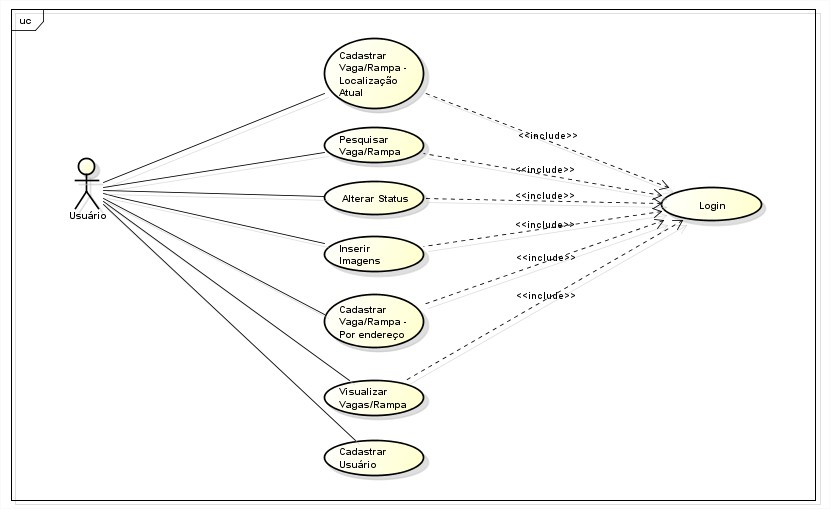 uc
Cadastrar
Vaga/Rampa -
Localização
Atual
<<include>>
Pesquisar
Vaga/Rampa
<<include>>
Alterar Status
<<include>>
Usuário
Login
<<include>>
Inserir
Imagens
<<include>>
Cadastrar
Vaga/Rampa -
Por endereço
<<include>>
Visualizar
Vagas/Rampa
Cadastrar
Usuário